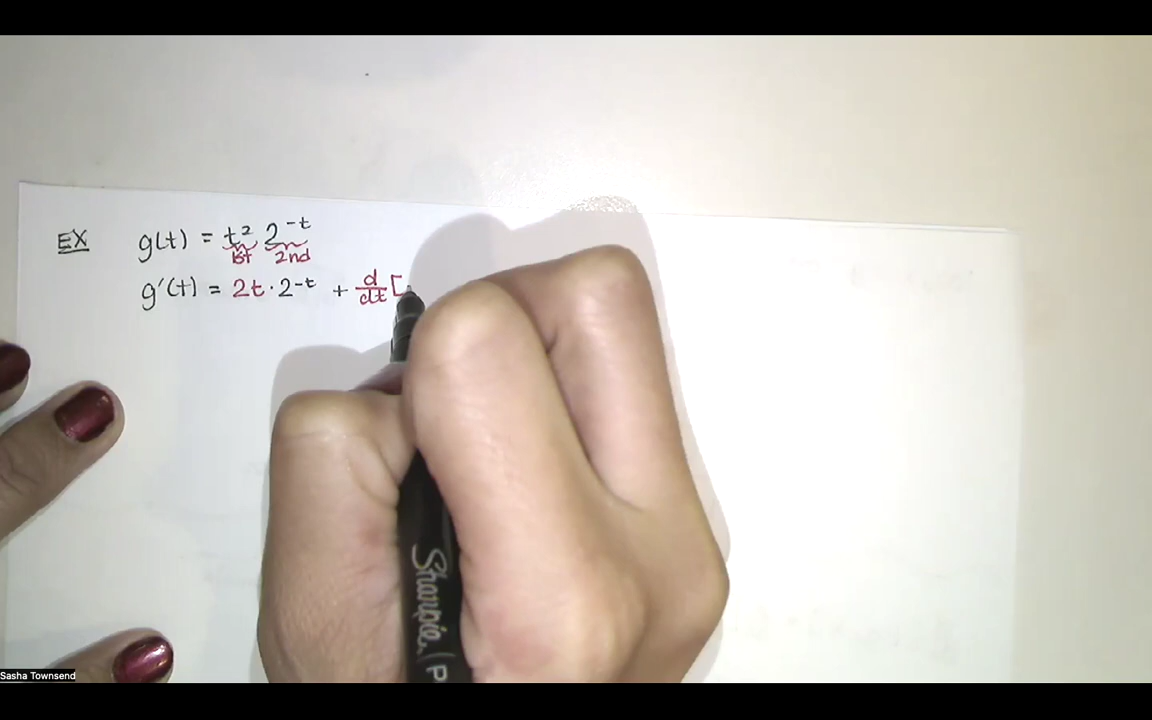 EX g(t) = t² 2⁻ᵗ
1st 2nd
g′(t) = 2t · 2⁻ᵗ + d/dt [
Sharpie
Sasha Townsend